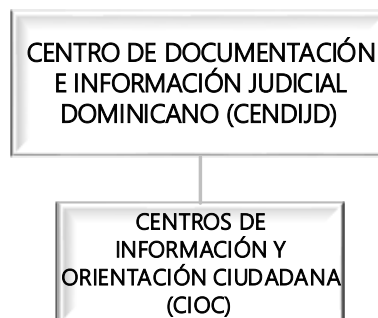 CENTRO DE DOCUMENTACIÓN
E INFORMACIÓN JUDICIAL
DOMINICANO (CENDIJD)
CENTROS DE
INFORMACIÓN Y
ORIENTACIÓN CIUDADANA
(CIOC)